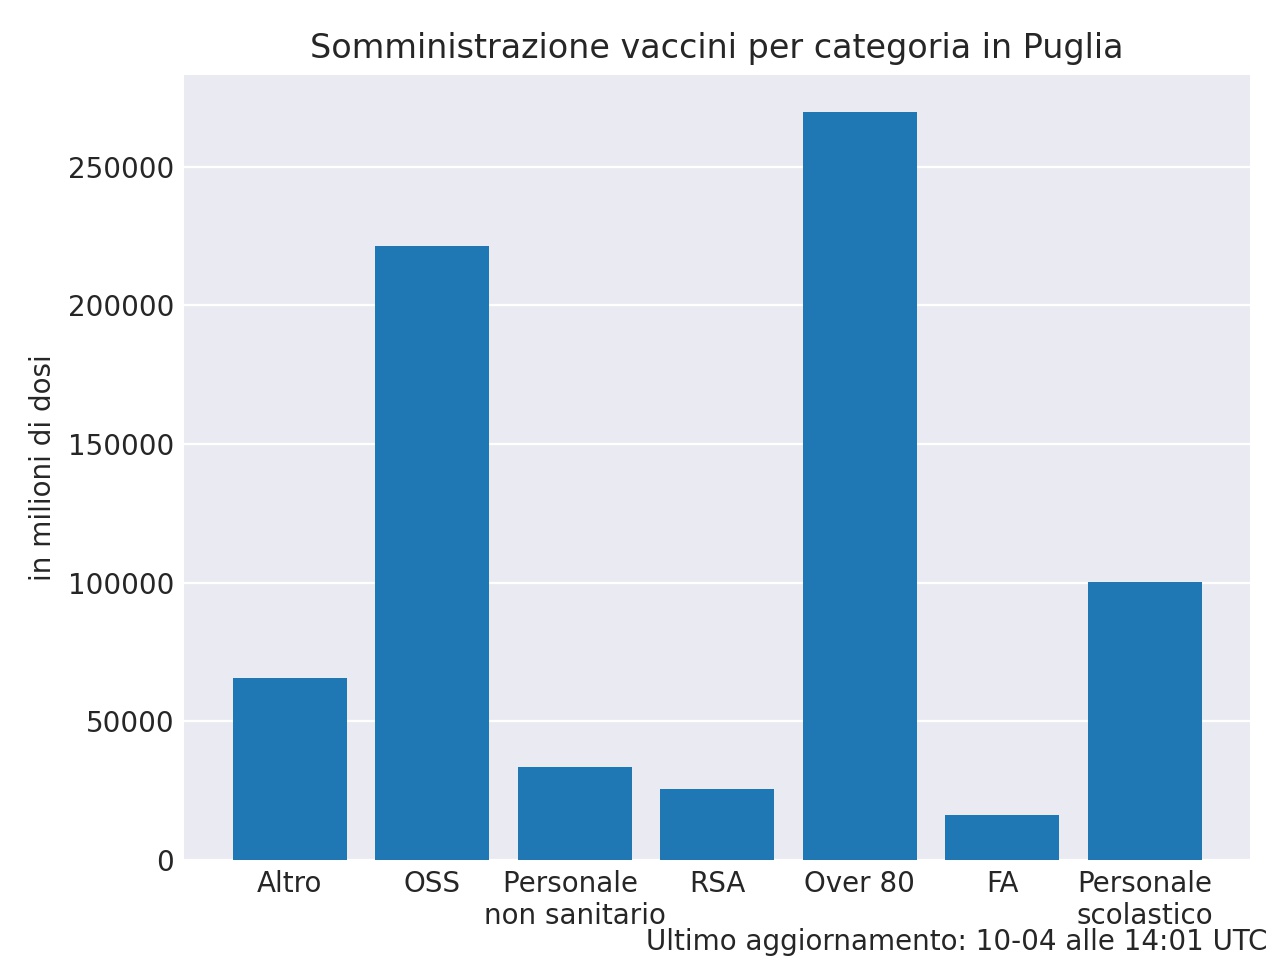 Somministrazione vaccini per categoria in Puglia
in milioni di dosi
250000
200000
150000
100000
50000
0
Altro
OSS
Personale
non sanitario
RSA
Over 80
FA
Personale
scolastico
Ultimo aggiornamento: 10-04 alle 14:01 UTC